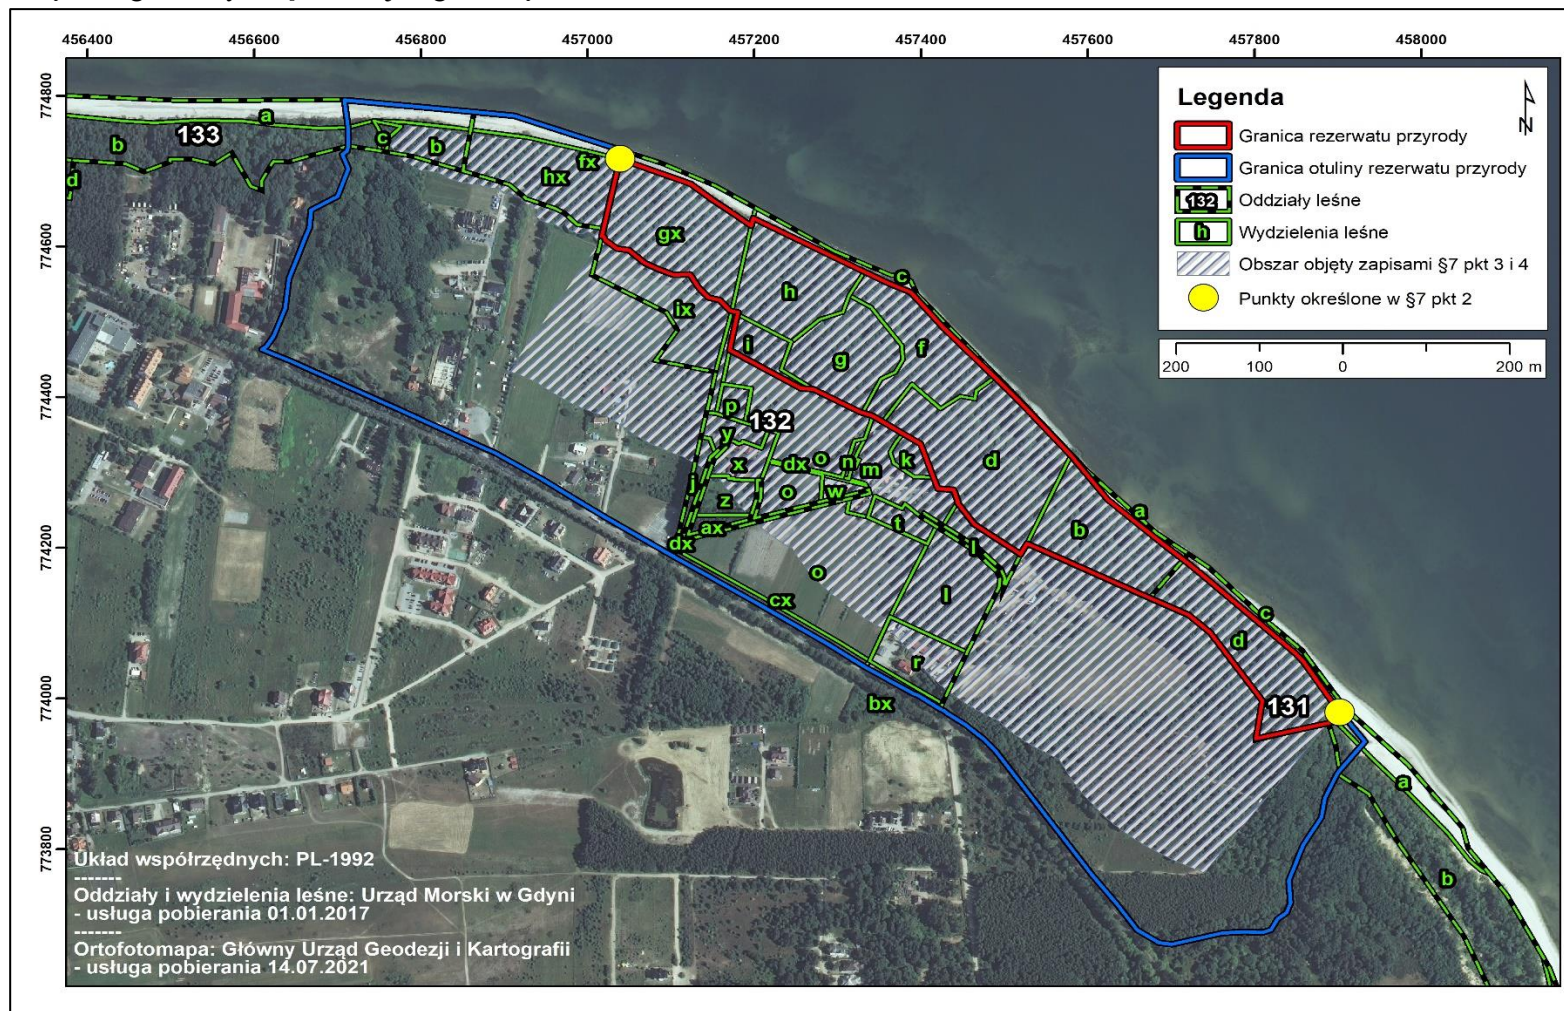 456400 456600 456800 457000 457200 457400 457600 457800 458000
774800
774600
774400
774200
774000
773800
Legenda
N
Granica rezerwatu przyrody
Granica otuliny rezerwatu przyrody
132 Oddziały leśne
h Wydzielenia leśne
Obszar objęty zapisami §7 pkt 3 i 4
Punkty określone w §7 pkt 2
200 100 0 200 m
a
133
b
c
b
d
fx
hx
gx
c
h
ix
i
g
f
p
132
y
o
d
x
dx
n
m
k
j
z
o
w
a
ax
t
b
dx
l
o
cx
l
c
d
r
bx
131
a
b
Układ współrzędnych: PL-1992
-------
Oddziały i wydzielenia leśne: Urząd Morski w Gdyni
- usługa pobierania 01.01.2017
-------
Ortofotomapa: Główny Urząd Geodezji i Kartografii
- usługa pobierania 14.07.2021